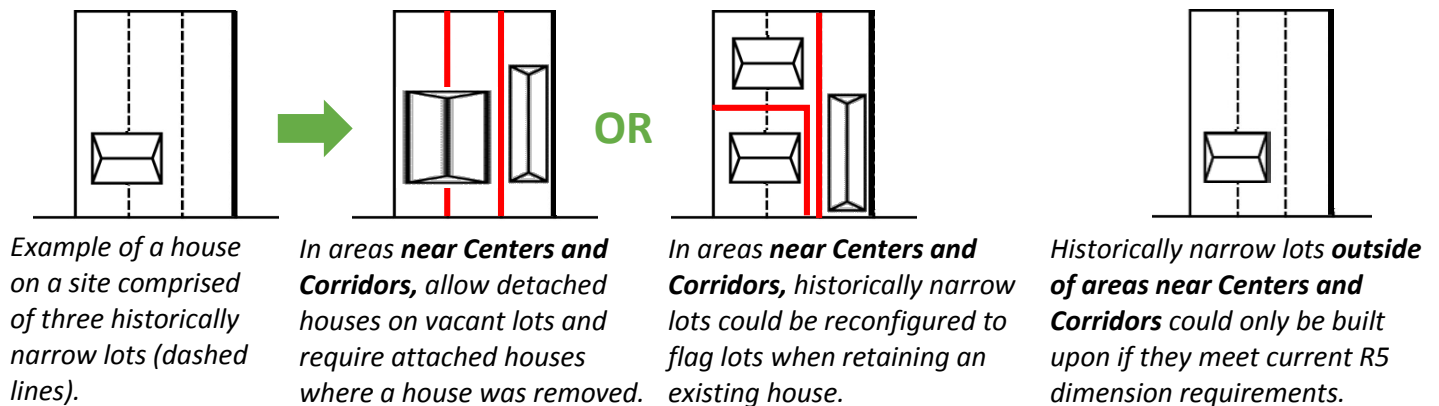 OR
Example of a house
on a site comprised
of three historically
narrow lots (dashed
lines).
In areas near Centers and
Corridors, allow detached
houses on vacant lots and
require attached houses
where a house was removed.
In areas near Centers and
Corridors, historically narrow
lots could be reconfigured to
flag lots when retaining an
existing house.
Historically narrow lots outside
of areas near Centers and
Corridors could only be built
upon if they meet current R5
dimension requirements.